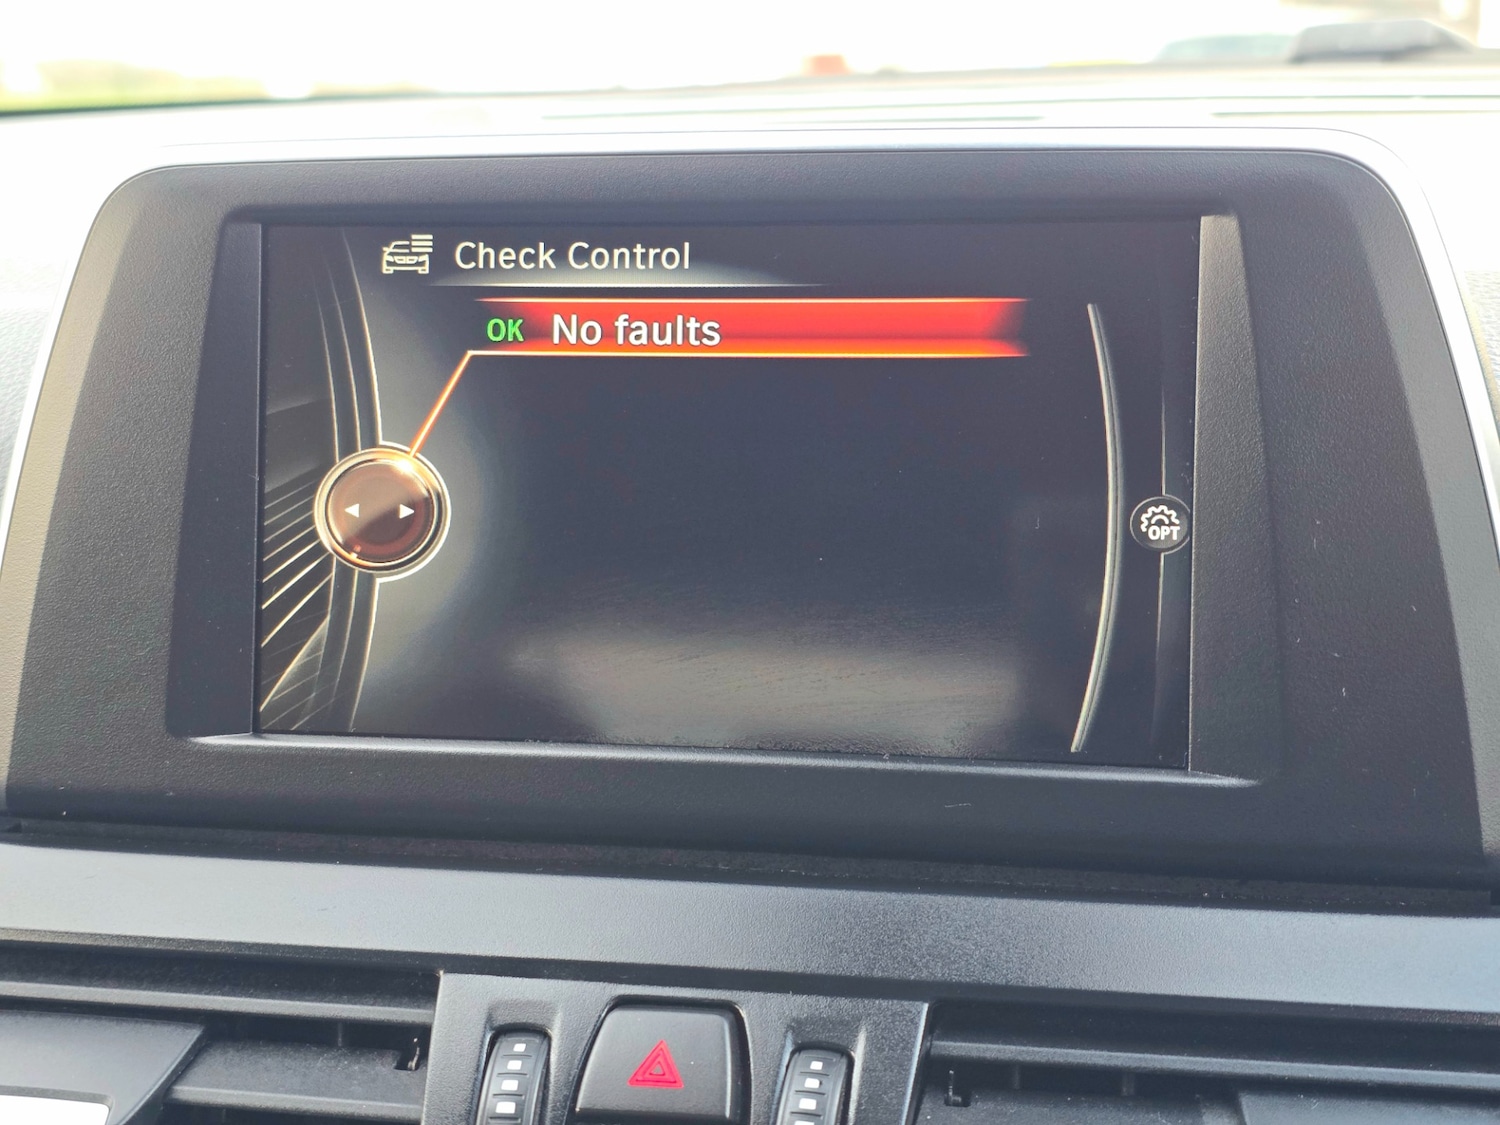 Check Control
OK No faults
OPT